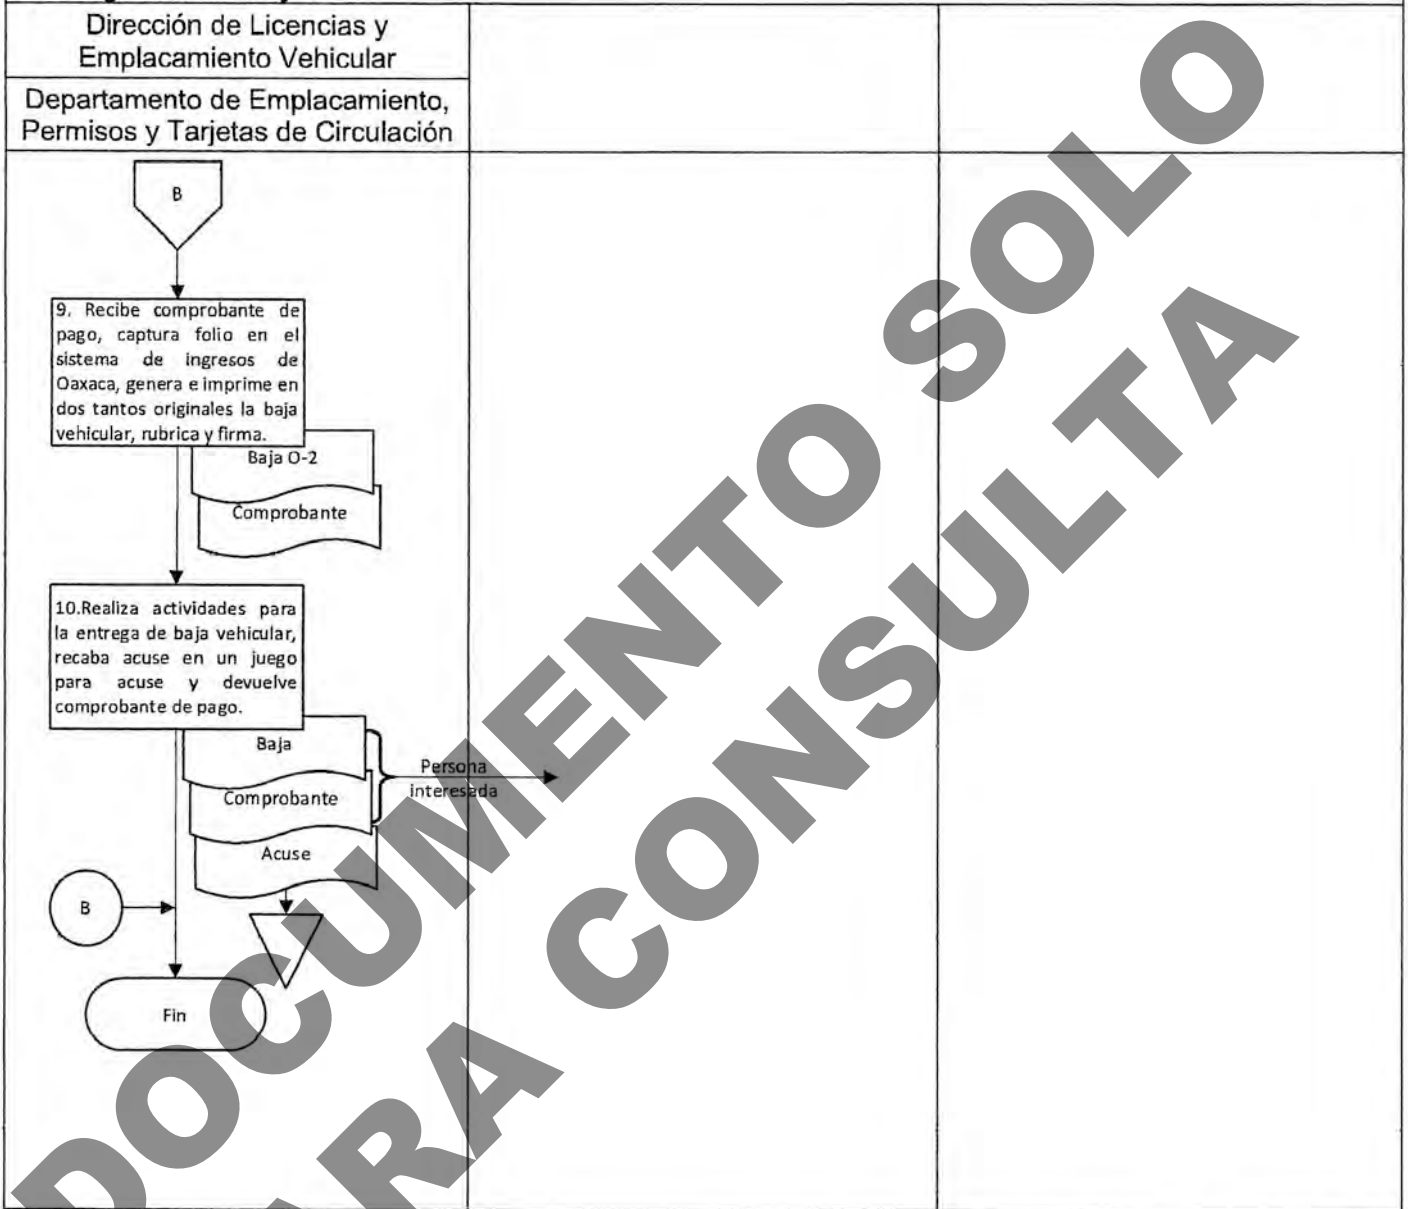 Dirección de Licencias y
Emplacamiento Vehicular
Departamento de Emplacamiento,
Permisos y Tarjetas de Circulación
B
9. Recibe comprobante de
pago, captura folio en el
sistema de ingresos de
Oaxaca, genera e imprime en
dos tantos originales la baja
vehicular, rubrica y firma.
Baja O-2
Comprobante
10.Realiza actividades para
la entrega de baja vehicular,
recaba acuse en un juego
para acuse y devuelve
comprobante de pago.
Baja
Comprobante
Acuse
Persona
interesada
B
Fin
DOCUMENTO SOLO
ARA CONSULTA